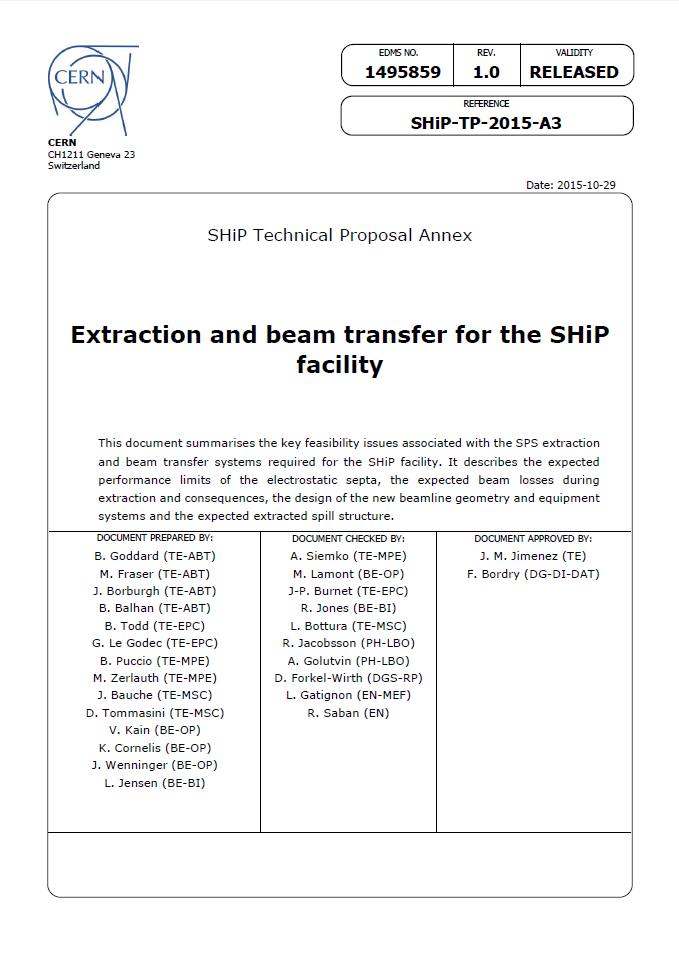 CERN
EDMS NO.
REV.
VALIDITY
1495859
1.0
RELEASED
REFERENCE
SHiP-TP-2015-A3
CERN
CH1211 Geneva 23
Switzerland
Date: 2015-10-29
SHiP Technical Proposal Annex
Extraction and beam transfer for the SHiP
facility
This document summarises the key feasibility issues associated with the SPS extraction
and beam transfer systems required for the SHiP facility. It describes the expected
performance limits of the electrostatic septa, the expected beam losses during
extraction and consequences, the design of the new beamline geometry and equipment
systems and the expected extracted spill structure.
DOCUMENT PREPARED BY:
B. Goddard (TE-ABT)
M. Fraser (TE-ABT)
J. Borburgh (TE-ABT)
B. Balhan (TE-ABT)
B. Todd (TE-EPC)
G. Le Godec (TE-EPC)
B. Puccio (TE-MPE)
M. Zerlauth (TE-MPE)
J. Bauche (TE-MSC)
D. Tommasini (TE-MSC)
V. Kain (BE-OP)
K. Cornelis (BE-OP)
J. Wenninger (BE-OP)
L. Jensen (BE-BI)
DOCUMENT CHECKED BY:
A. Siemko (TE-MPE)
M. Lamont (BE-OP)
J-P. Burnet (TE-EPC)
R. Jones (BE-BI)
L. Bottura (TE-MSC)
R. Jacobsson (PH-LBO)
A. Golutvin (PH-LBO)
D. Forkel-Wirth (DGS-RP)
L. Gatignon (EN-MEF)
R. Saban (EN)
DOCUMENT APPROVED BY:
J. M. Jimenez (TE)
F. Bordry (DG-DI-DAT)